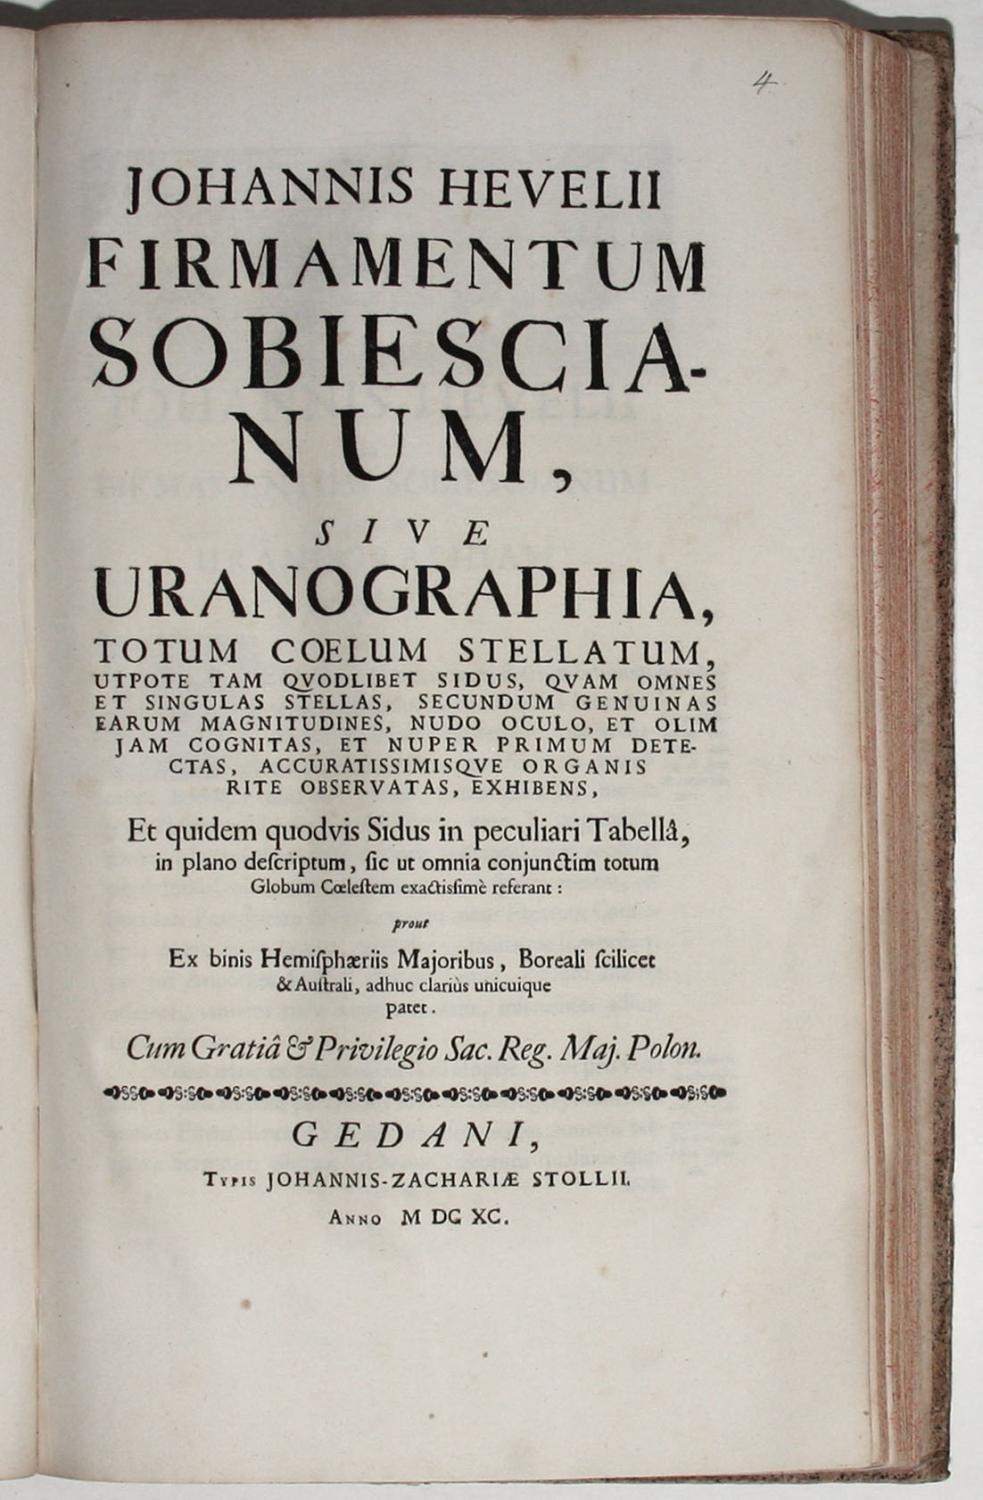 4
JOHANNIS HEVELII
FIRMAMENTUM
SOBIESCIA-
NUM,
SIVE
URANOGRAPHIA,
TOTUM COELUM STELLATUM,
UTPOTE TAM QVODLIBET SIDUS, QVAM OMNES
ET SINGULAS STELLAS, SECUNDUM GENUINAS
EARUM MAGNITUDINES, NUDO OCULO, ET OLIM
JAM COGNITAS, ET NUPER PRIMUM DETE-
CTAS, ACCURATISSIMISQVE ORGANIS
RITE OBSERVATAS, EXHIBENS,
Et quidem quodvis Sidus in peculiari Tabellâ,
in plano deſcriptum, ſic ut omnia conjunctim totum
Globum Cœleſtem exactiſſimè referant:
prout
Ex binis Hemiſphæriis Majoribus, Boreali ſcilicet
& Auſtrali, adhuc clariùs unicuique
patet.
Cum Gratiâ & Privilegio Sac. Reg. Maj. Polon.
GEDANI,
Typis JOHANNIS-ZACHARIÆ STOLLII.
Anno M DC XC.